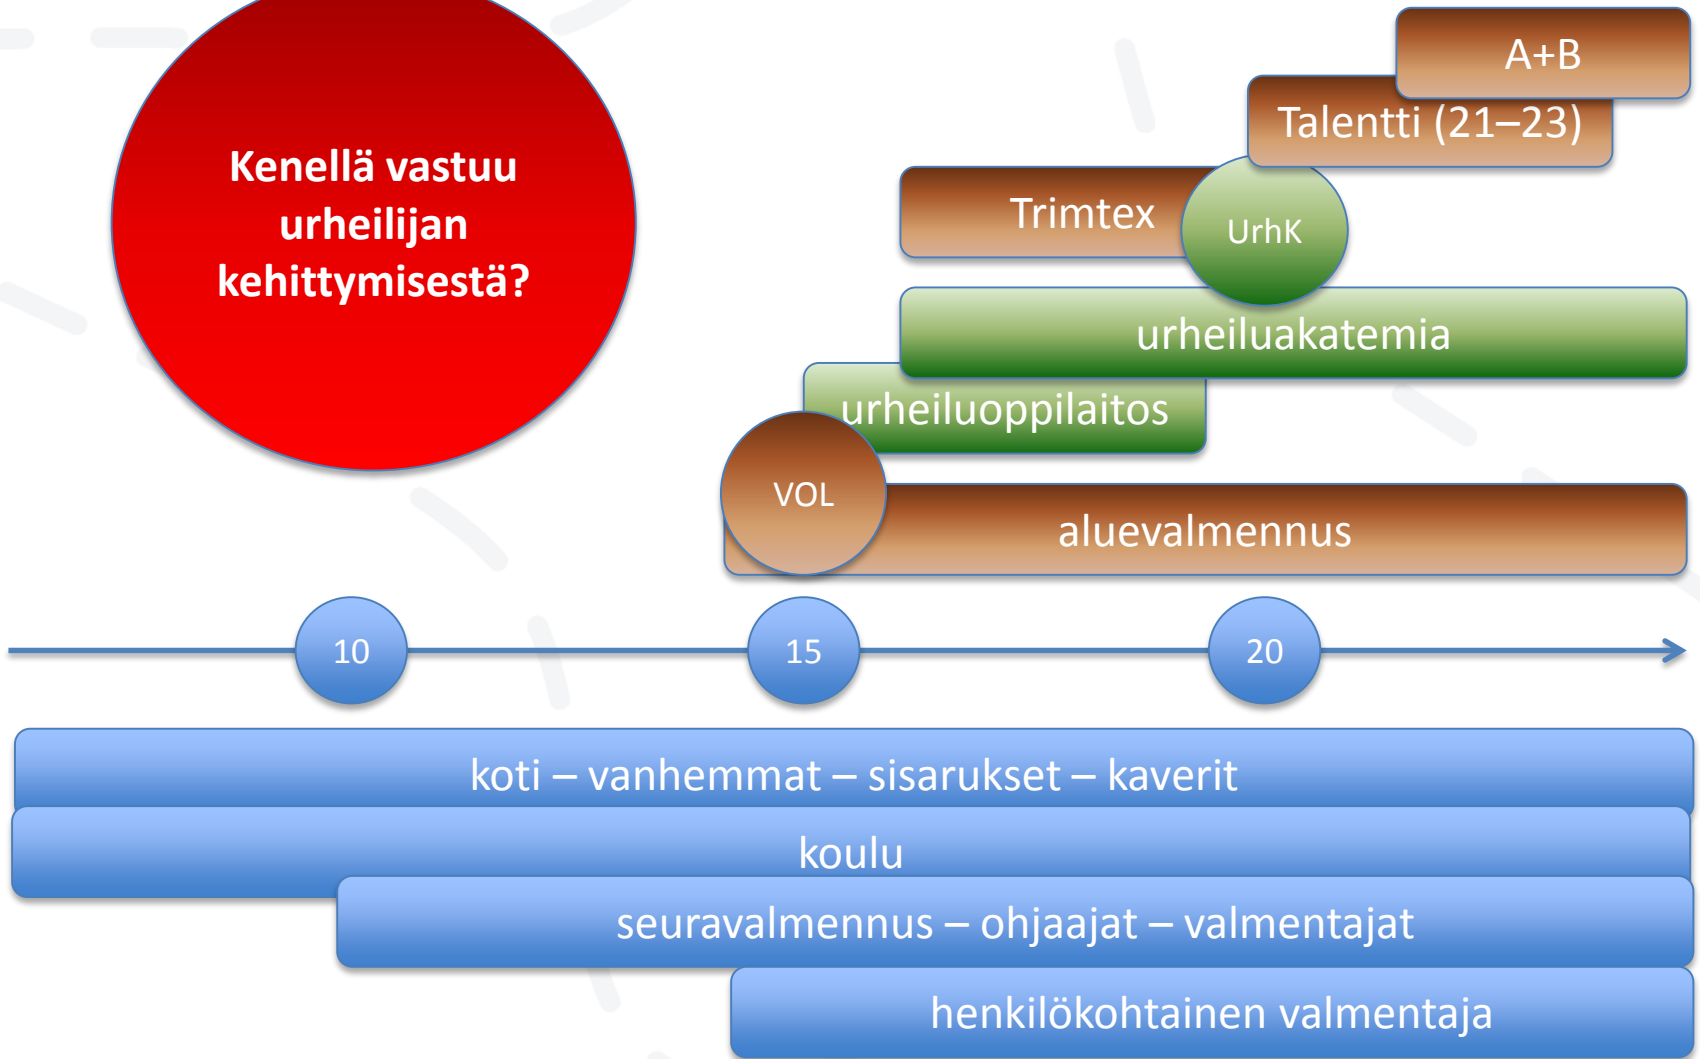 Kenellä vastuu
urheilijan
kehittymisestä?
A+B
Talentti (21–23)
Trimtex
UrhK
urheiluakatemia
urheiluoppilaitos
VOL
aluevalmennus
10
15
20
koti – vanhemmat – sisarukset – kaverit
koulu
seuravalmennus – ohjaajat – valmentajat
henkilökohtainen valmentaja